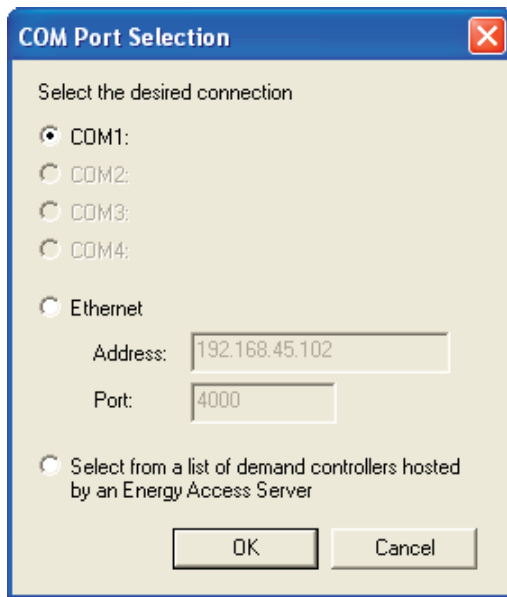 COM Port Selection
Select the desired connection
COM1:
COM2:
COM3:
COM4:
Ethernet
Address: 192.168.45.102
Port: 4000
Select from a list of demand controllers hosted
by an Energy Access Server
OK Cancel